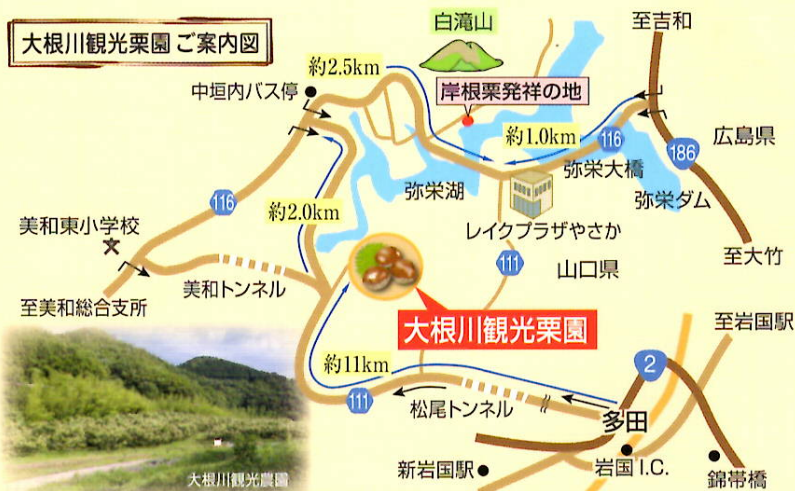 大根川観光栗園 ご案内図
白滝山
至吉和
約2.5km
中垣内バス停
岸根栗発祥の地
約1.0km
116
広島県
186
弥栄大橋
弥栄湖
弥栄ダム
116
約2.0km
美和東小学校
レイクプラザやさか
至大竹
111
山口県
美和トンネル
至美和総合支所
大根川観光栗園
至岩国駅
約11km
2
111
松尾トンネル
多田
新岩国駅
岩国 I.C.
錦帯橋
大根川観光農園